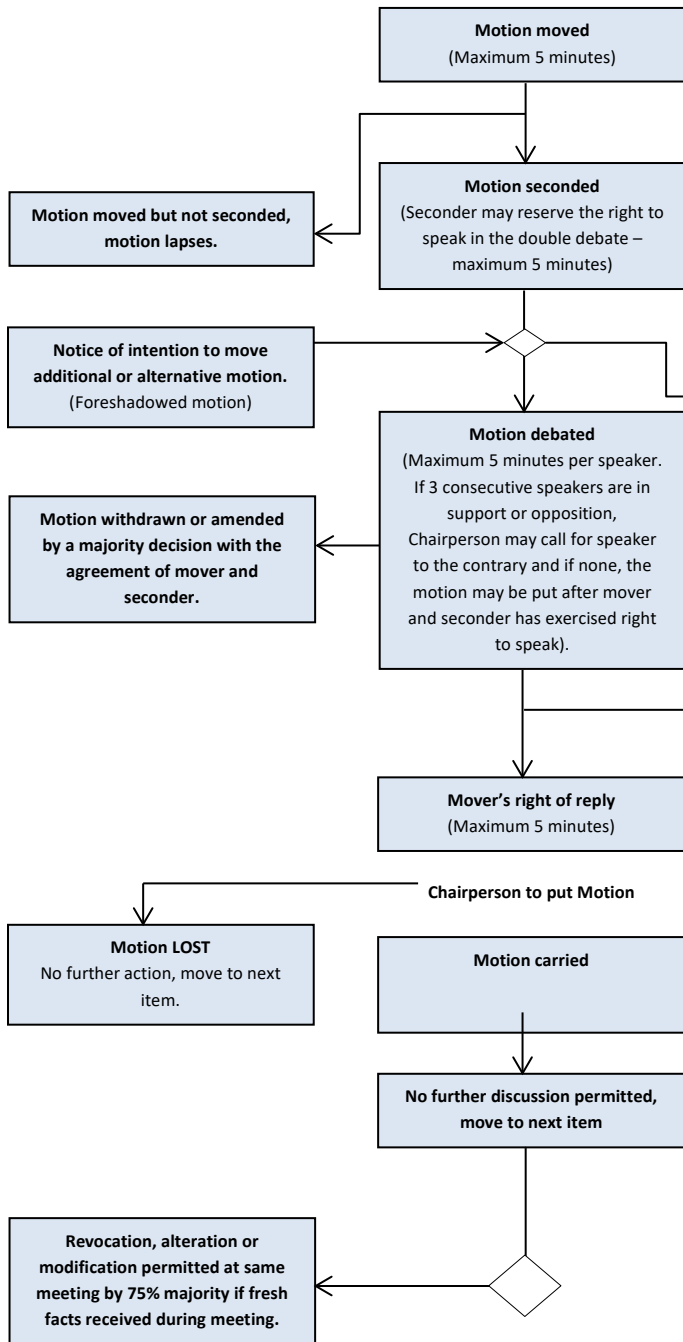 Motion moved
(Maximum 5 minutes)
Motion seconded
(Seconder may reserve the right to
speak in the double debate –
maximum 5 minutes)
Motion moved but not seconded,
motion lapses.
Notice of intention to move
additional or alternative motion.
(Foreshadowed motion)
Motion debated
(Maximum 5 minutes per speaker.
If 3 consecutive speakers are in
support or opposition,
Chairperson may call for speaker
to the contrary and if none, the
motion may be put after mover
and seconder has exercised right
to speak).
Motion withdrawn or amended
by a majority decision with the
agreement of mover and
seconder.
Mover’s right of reply
(Maximum 5 minutes)
Chairperson to put Motion
Motion LOST
No further action, move to next
item.
Motion carried
No further discussion permitted,
move to next item
Revocation, alteration or
modification permitted at same
meeting by 75% majority if fresh
facts received during meeting.